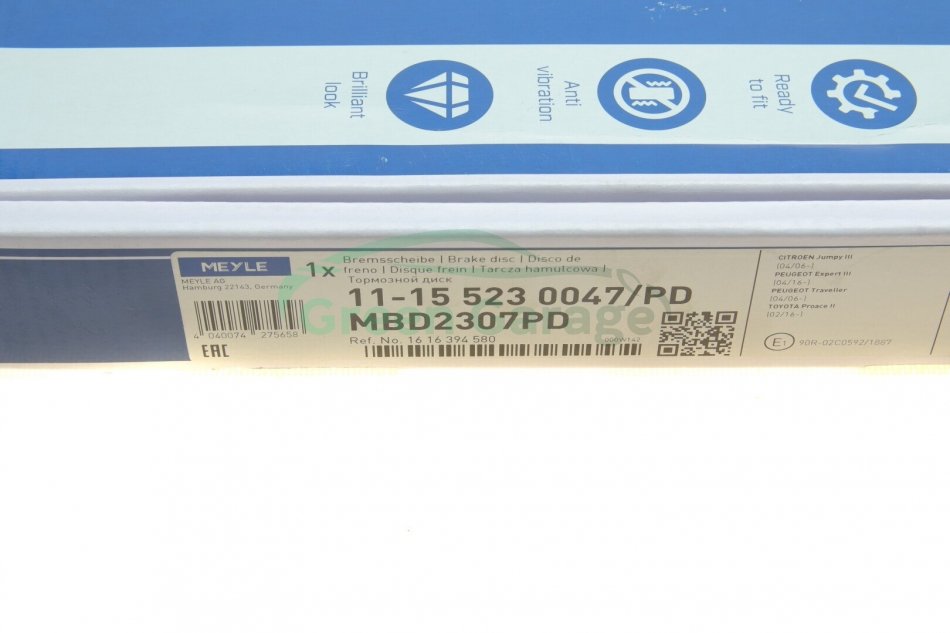 Brilliant
look
Anti
vibration
Ready
to fit
MEYLE
MEYLE AG
Hamburg 22143, Germany
4 040074 275658
EAC
1x
Bremsscheibe | Brake disc | Disco de
freno | Disque frein | Tarcza hamulcowa |
Тормозной диск
11-15 523 0047/PD
MBD2307PD
Ref. No. 16 16 394 580
000W142
CITROEN Jumpy III
(04/06-)
PEUGEOT Expert III
(04/16-)
PEUGEOT Traveller
(04/06-)
TOYOTA Proace II
(02/16-)
E1
90R-02C0592/1887